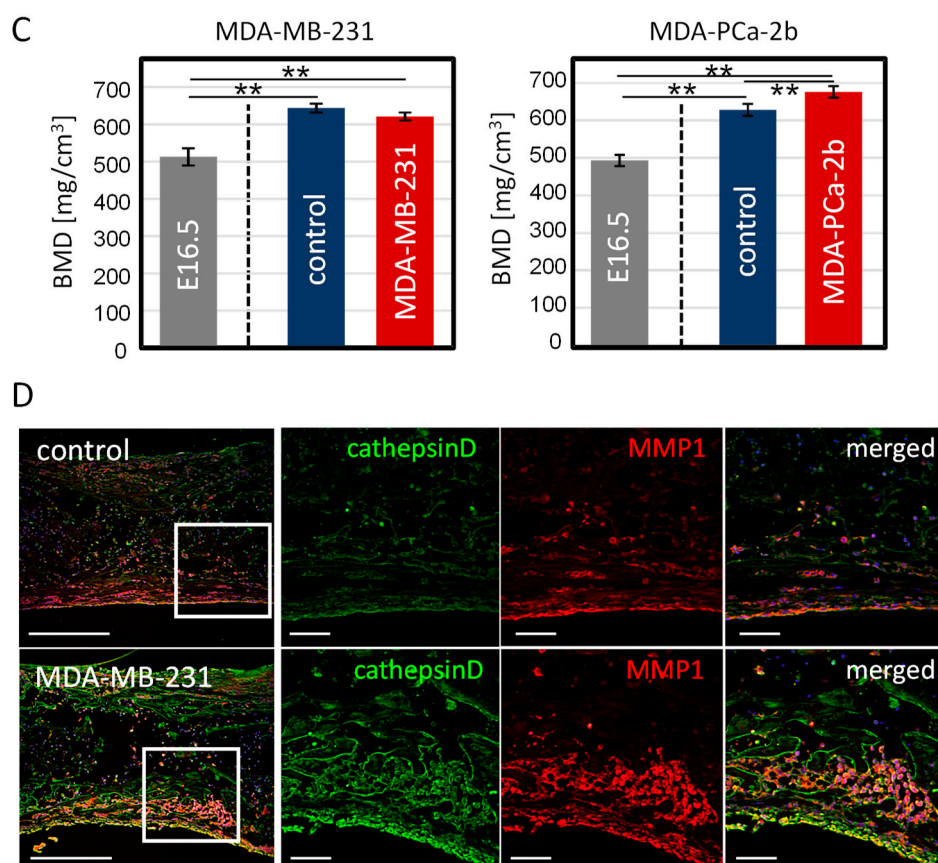 C
MDA-MB-231
BMD [mg/cm³]
700
600
500
400
300
200
100
0
**
**
E16.5
control
MDA-MB-231
MDA-PCa-2b
BMD [mg/cm³]
700
600
500
400
300
200
100
0
**
**
**
E16.5
control
MDA-PCa-2b
D
control
cathepsinD
MMP1
merged
MDA-MB-231
cathepsinD
MMP1
merged